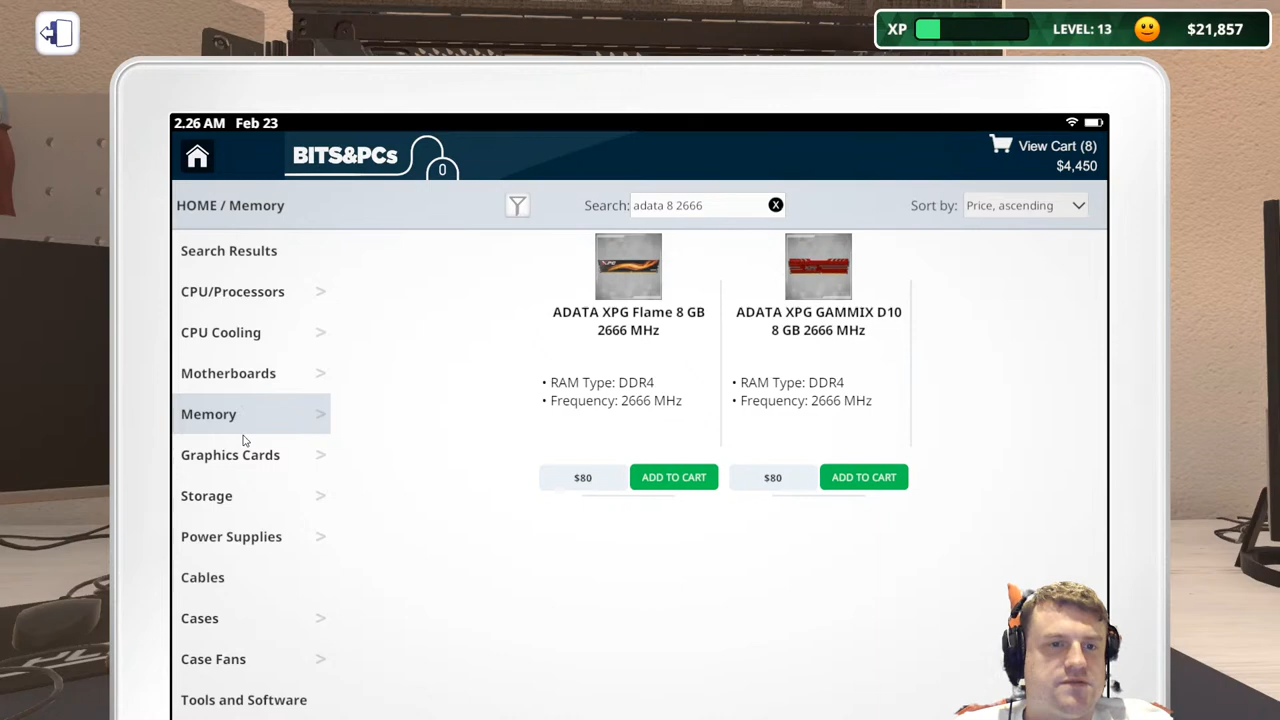 XP
LEVEL: 13
$21,857
2.26 AM Feb 23
BITS&PCs
0
View Cart (8)
$4,450
HOME / Memory
Search: adata 8 2666 X
Sort by: Price, ascending
Search Results
CPU/Processors >
CPU Cooling >
Motherboards >
Memory >
Graphics Cards >
Storage >
Power Supplies >
Cables
Cases >
Case Fans >
Tools and Software
ADATA XPG Flame 8 GB
2666 MHz
• RAM Type: DDR4
• Frequency: 2666 MHz
$80 ADD TO CART
ADATA XPG GAMMIX D10
8 GB 2666 MHz
• RAM Type: DDR4
• Frequency: 2666 MHz
$80 ADD TO CART